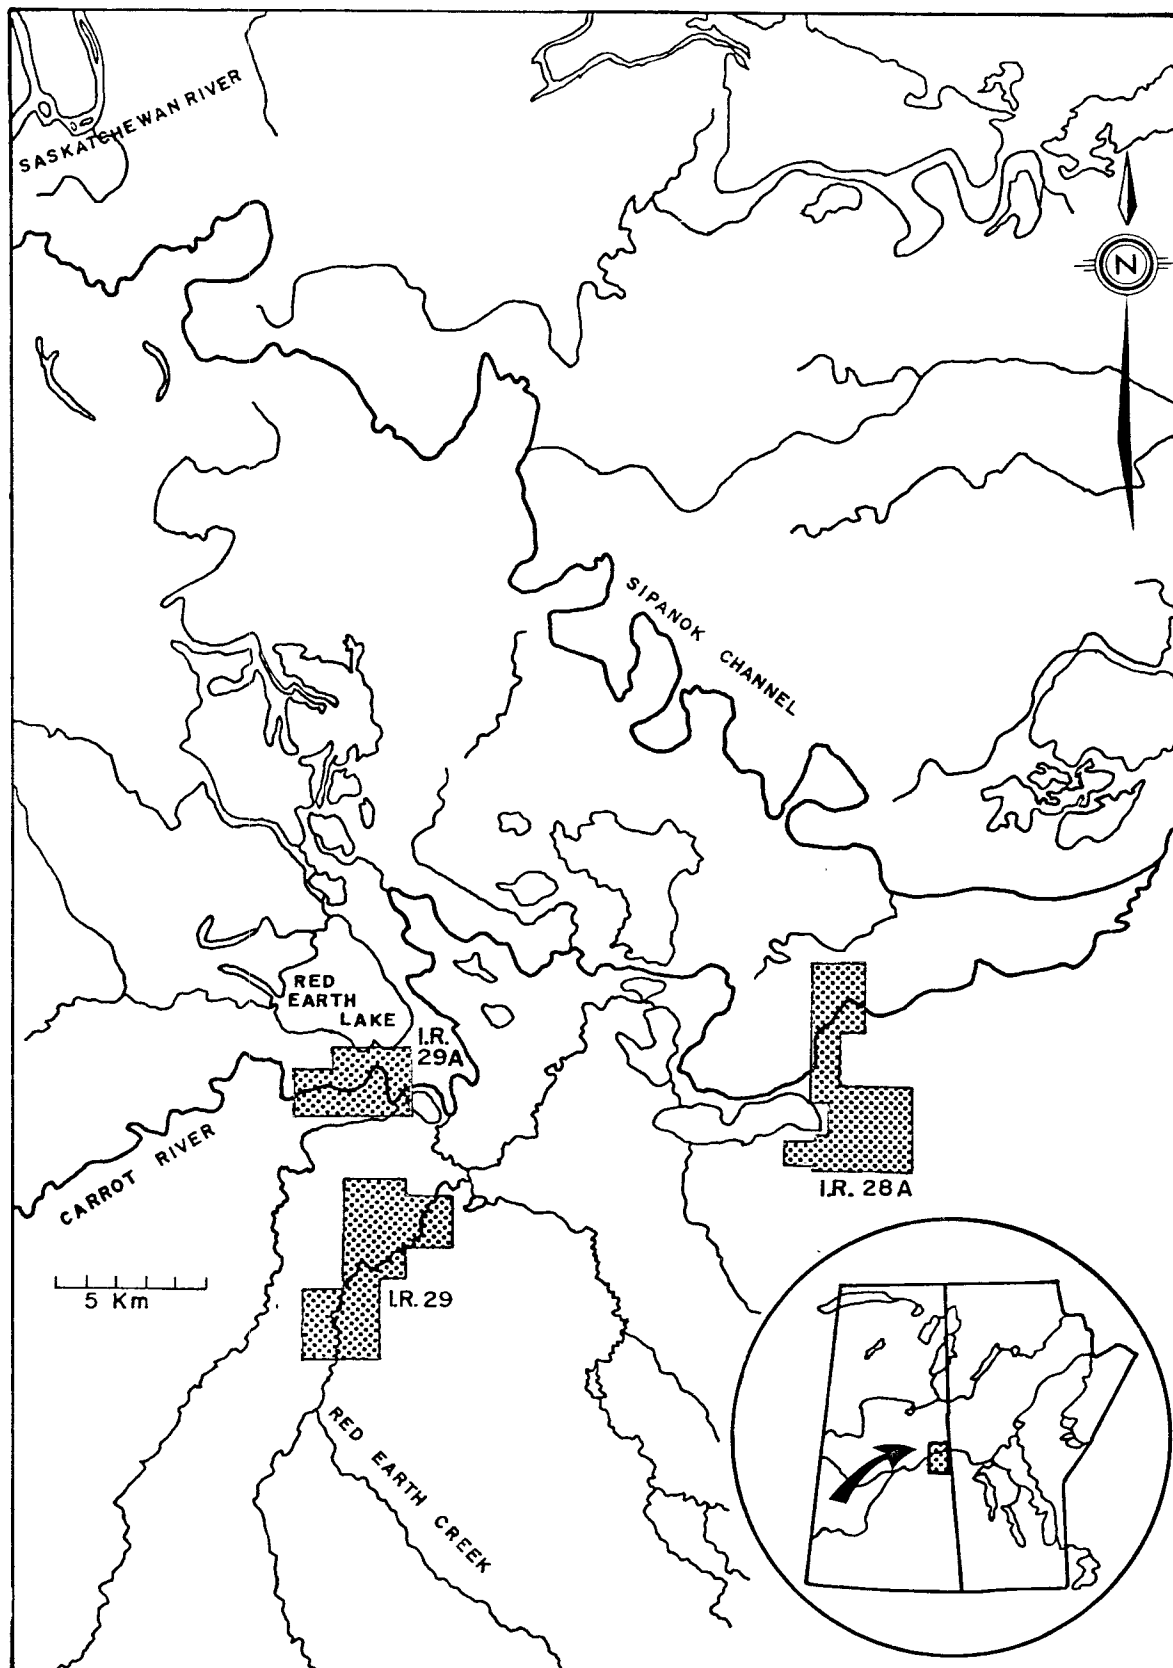 SASKATCHEWAN RIVER
N
SIPANOK CHANNEL
RED
EARTH
LAKE
I.R.
29A
CARROT RIVER
I.R. 28A
5 Km
I.R. 29
RED EARTH CREEK